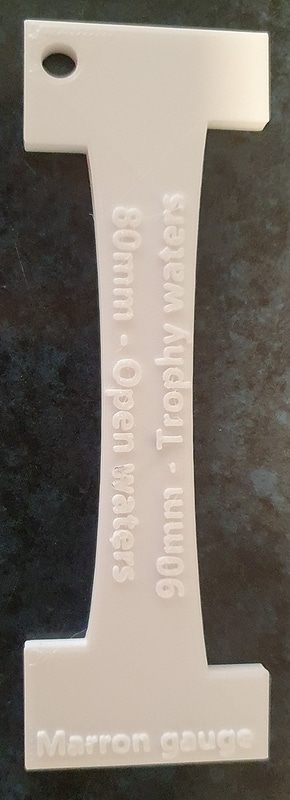 80mm - Open waters
90mm - Trophy waters
Marron gauge